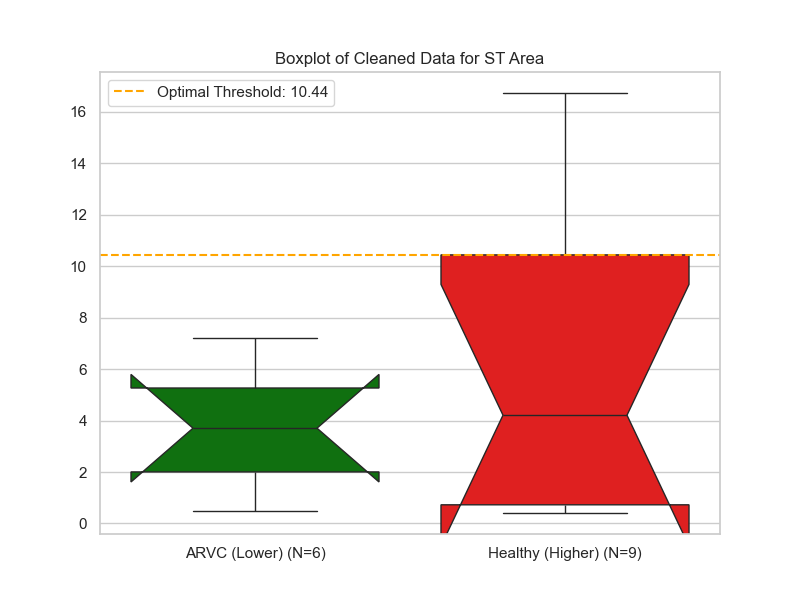 Boxplot of Cleaned Data for ST Area
Optimal Threshold: 10.44
16
14
12
10
8
6
4
2
0
ARVC (Lower) (N=6)
Healthy (Higher) (N=9)